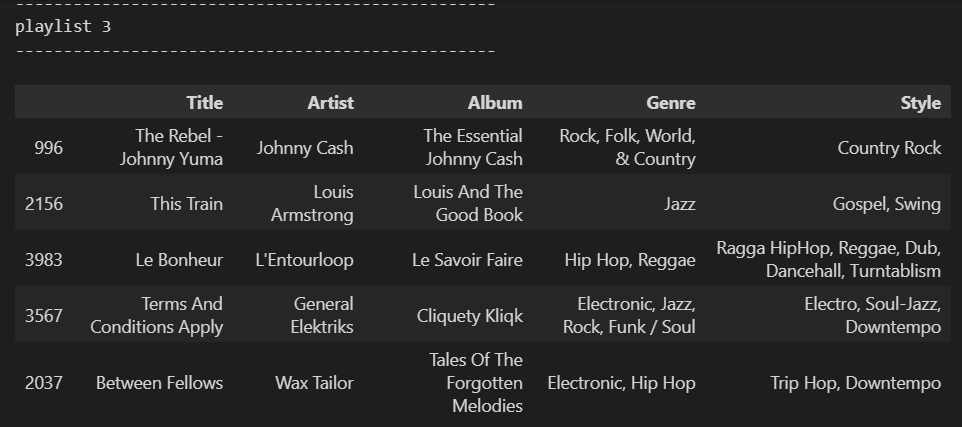 --------------------------------------------------
playlist 3
--------------------------------------------------
Title Artist Album Genre Style
996 The Rebel - Johnny Yuma Johnny Cash The Essential Johnny Cash Rock, Folk, World, & Country Country Rock
2156 This Train Louis Armstrong Louis And The Good Book Jazz Gospel, Swing
3983 Le Bonheur L'Entourloop Le Savoir Faire Hip Hop, Reggae Ragga HipHop, Reggae, Dub, Dancehall, Turntablism
3567 Terms And Conditions Apply General Elektriks Cliquety Kliqk Electronic, Jazz, Rock, Funk / Soul Electro, Soul-Jazz, Downtempo
2037 Between Fellows Wax Tailor Tales Of The Forgotten Melodies Electronic, Hip Hop Trip Hop, Downtempo